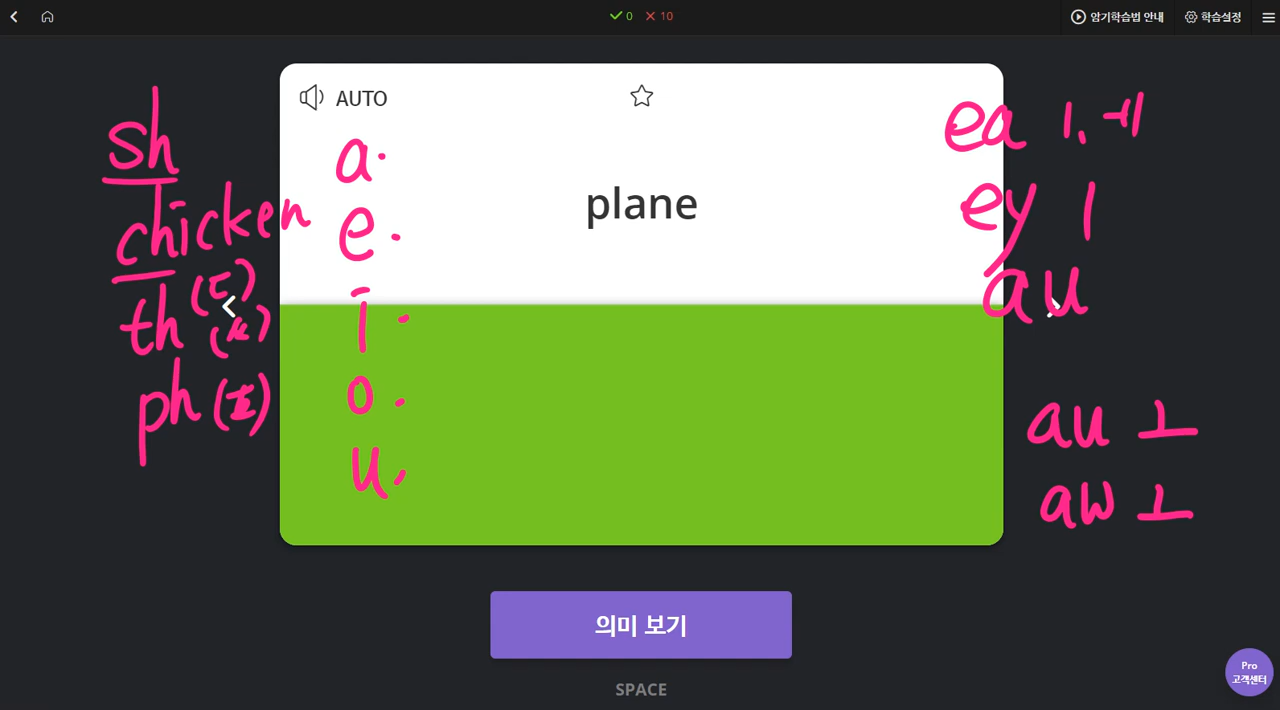 0 10 암기학습법 안내 학습설정
AUTO
plane
sh
chicken
th (ㄷ)
ph
a.
e.
i.
o.
u.
ea ㅣ. ㅔ
ey ㅣ
au
au ㅗ
aw ㅗ
의미 보기
SPACE
Pro
고객센터